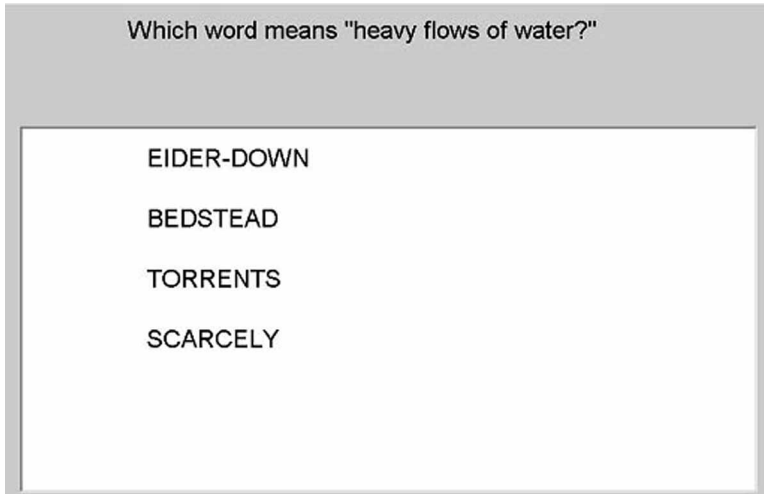 Which word means "heavy flows of water?"
EIDER-DOWN
BEDSTEAD
TORRENTS
SCARCELY